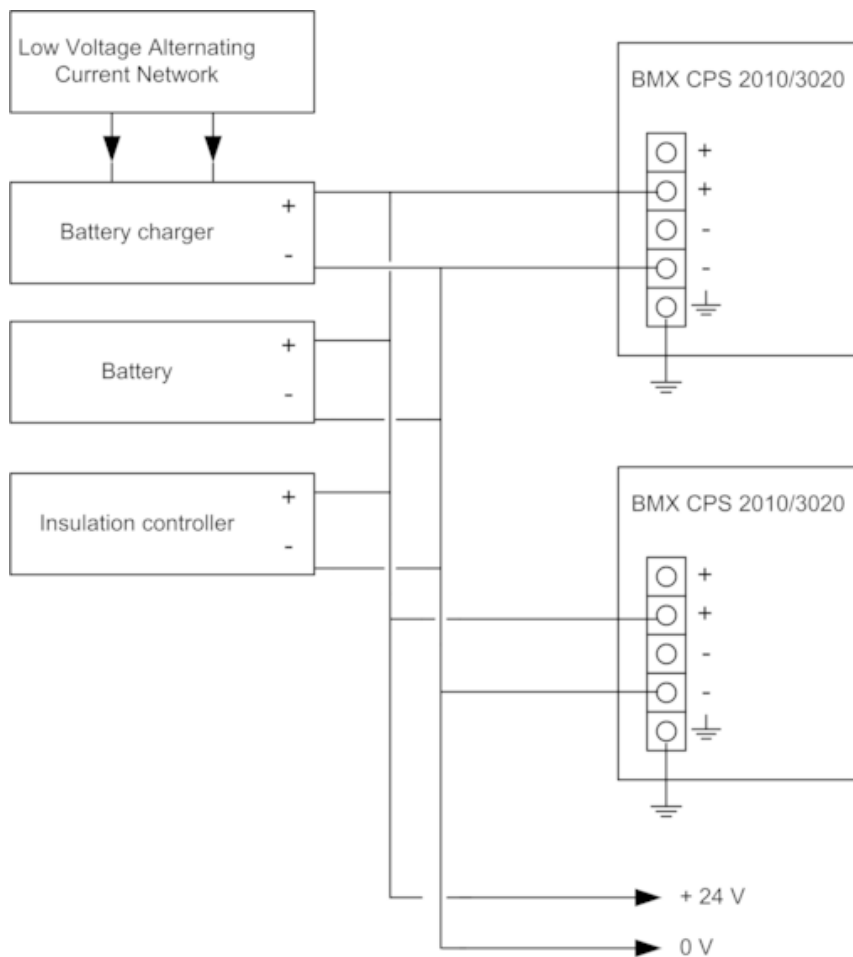 Low Voltage Alternating
Current Network
BMX CPS 2010/3020
+
+
-
-
+
Battery charger
-
+
Battery
-
+
Insulation controller
-
BMX CPS 2010/3020
+
+
-
-
+ 24 V
0 V